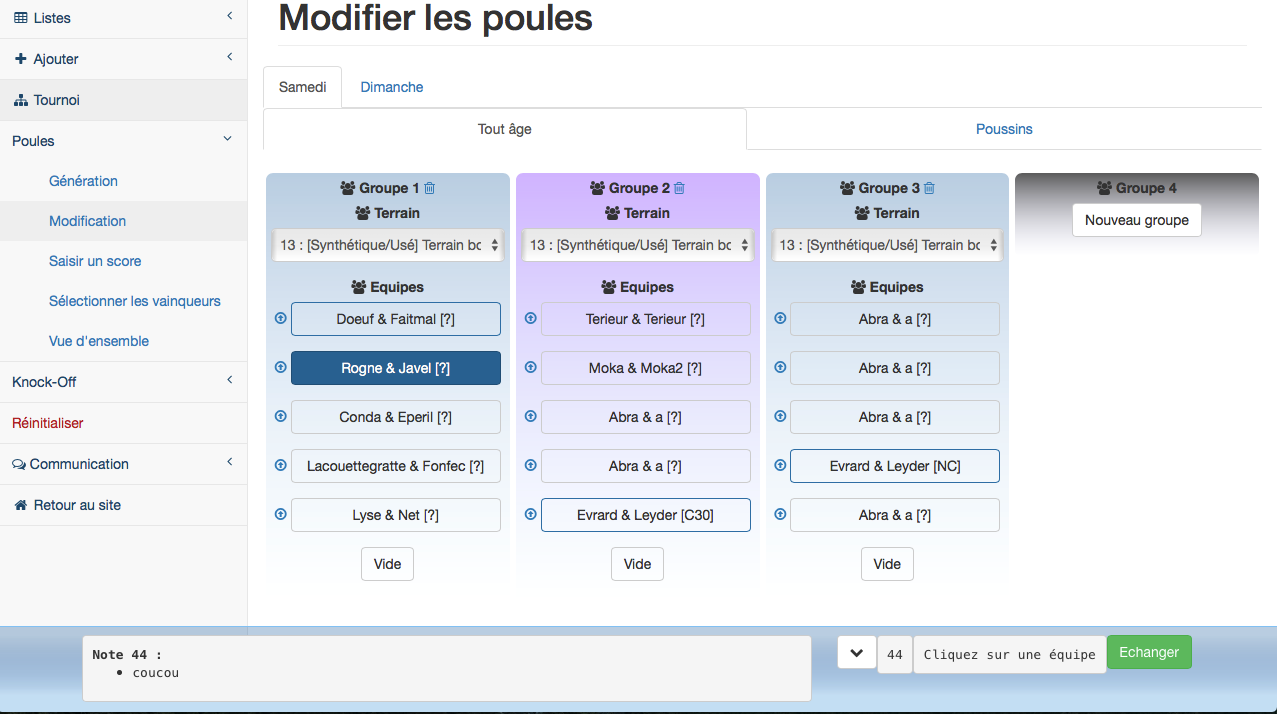 Modifier les poules
Listes
Ajouter
Tournoi
Poules
Génération
Modification
Saisir un score
Sélectionner les vainqueurs
Vue d'ensemble
Knock-Off
Réinitialiser
Communication
Retour au site
Samedi
Dimanche
Tout âge
Poussins
Groupe 1
Terrain
13 : [Synthétique/Usé] Terrain bc
Equipes
Doeuf & Faitmal [?]
Rogne & Javel [?]
Conda & Eperil [?]
Lacouettegratte & Fonfec [?]
Lyse & Net [?]
Vide
Groupe 2
Terrain
13 : [Synthétique/Usé] Terrain bc
Equipes
Terieur & Terieur [?]
Moka & Moka2 [?]
Abra & a [?]
Abra & a [?]
Evrard & Leyder [C30]
Vide
Groupe 3
Terrain
13 : [Synthétique/Usé] Terrain bc
Equipes
Abra & a [?]
Abra & a [?]
Abra & a [?]
Evrard & Leyder [NC]
Abra & a [?]
Vide
Groupe 4
Nouveau groupe
Note 44 :
coucou
44
Cliquez sur une équipe
Echanger